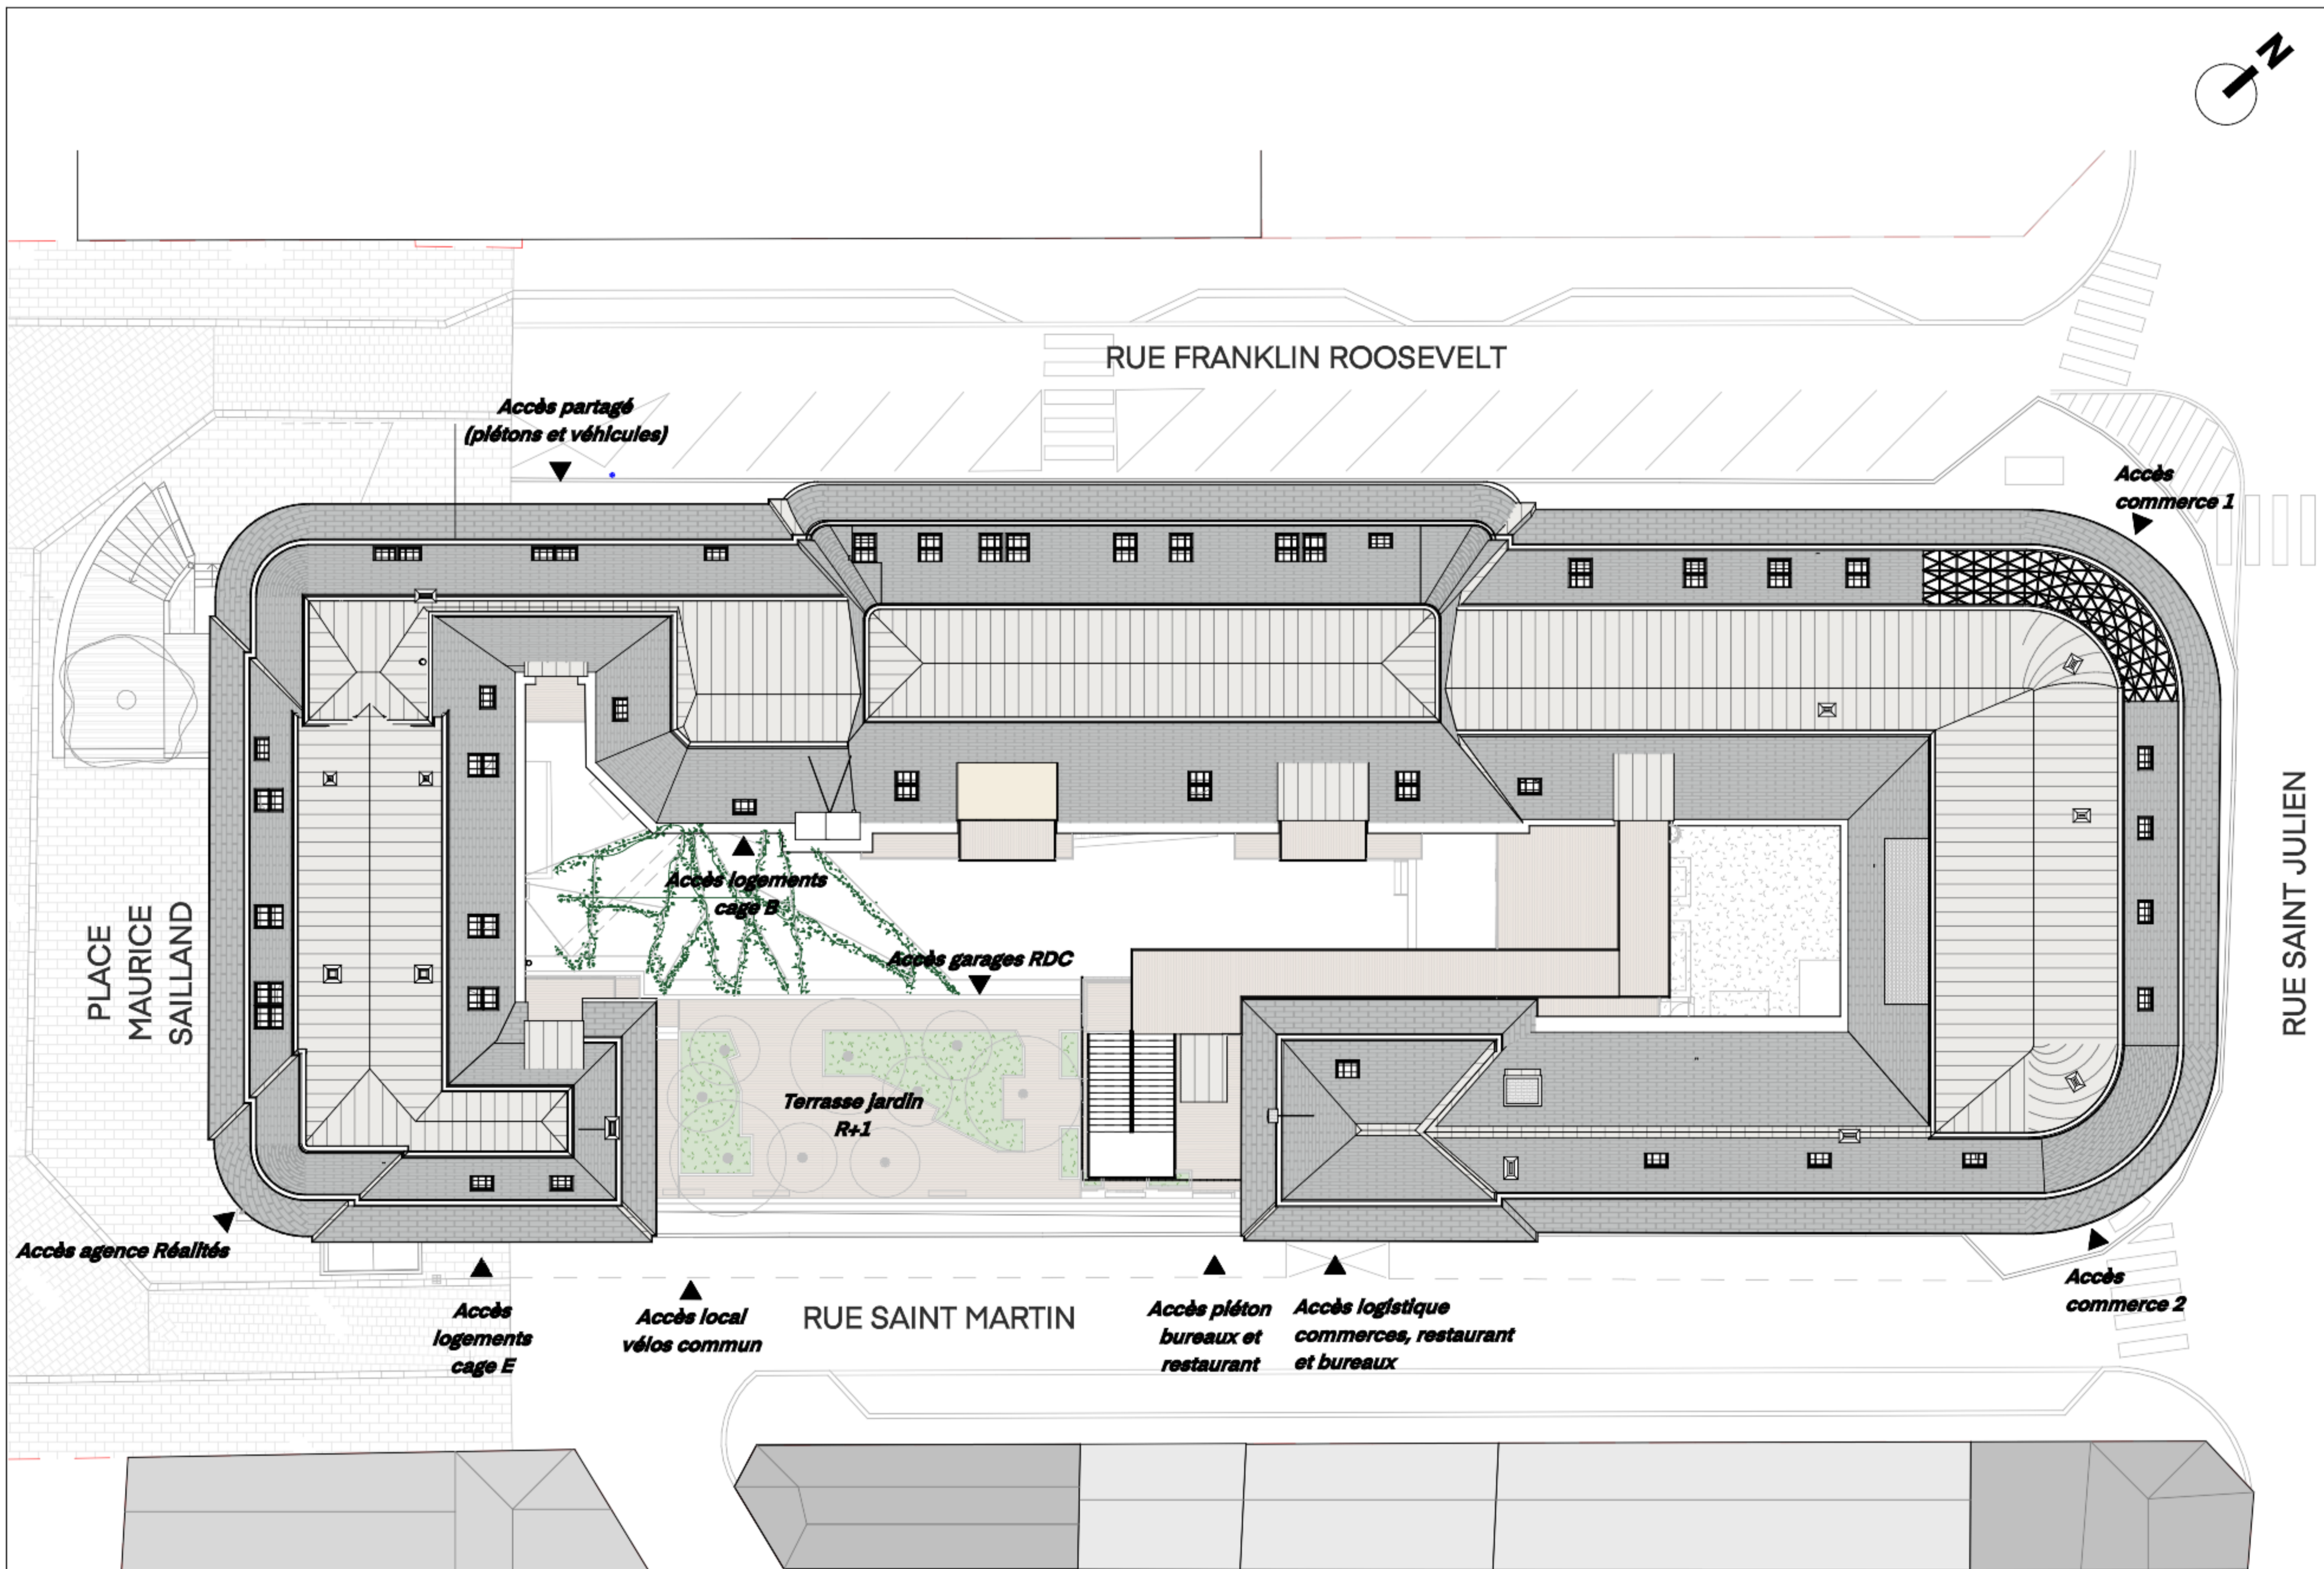 N
RUE FRANKLIN ROOSEVELT
Accès partagé
(piétons et véhicules)
Accès
commerce 1
Accès logements
cage B
PLACE
MAURICE
SAILLAND
RUE SAINT JULIEN
Accès garages RDC
Terrasse jardin
R+1
Accès agence Réalités
Accès
logements
cage E
Accès local
vélos commun
RUE SAINT MARTIN
Accès piéton
bureaux et
restaurant
Accès logistique
commerces, restaurant
et bureaux
Accès
commerce 2